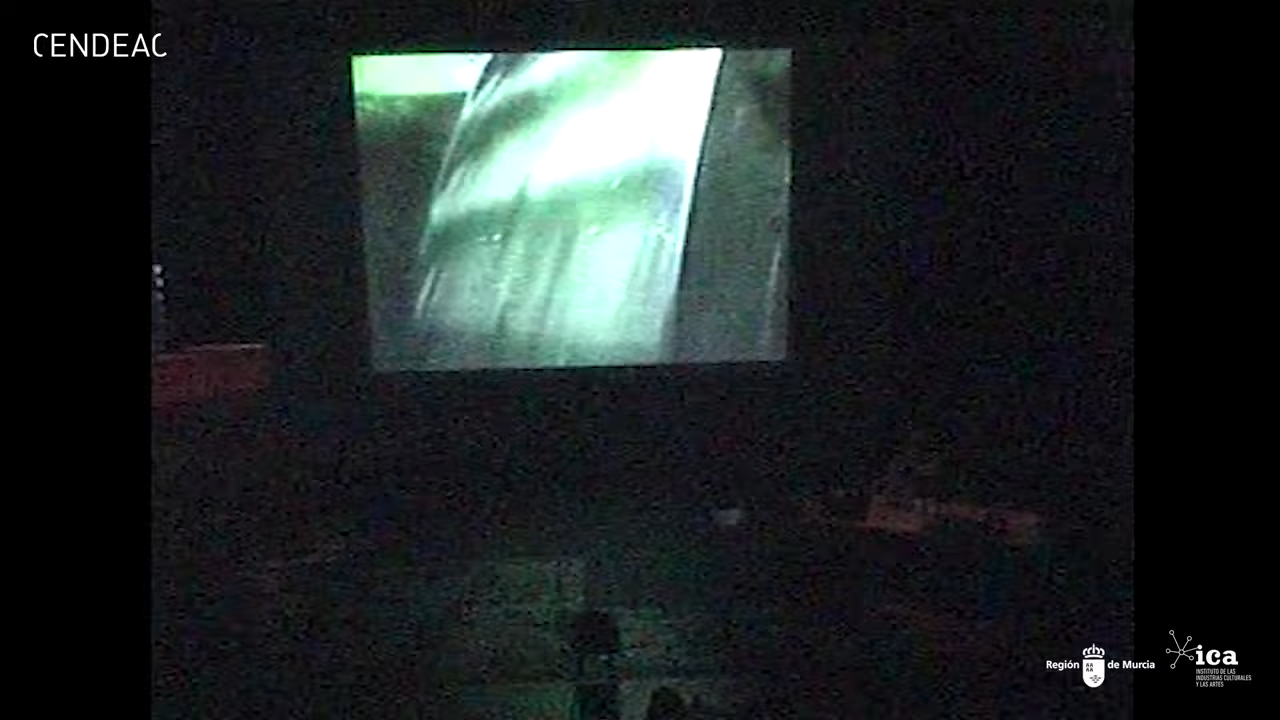 CENDEAC
Región de Murcia
ica
INSTITUTO DE LAS
INDUSTRIAS CULTURALES
Y LAS ARTES